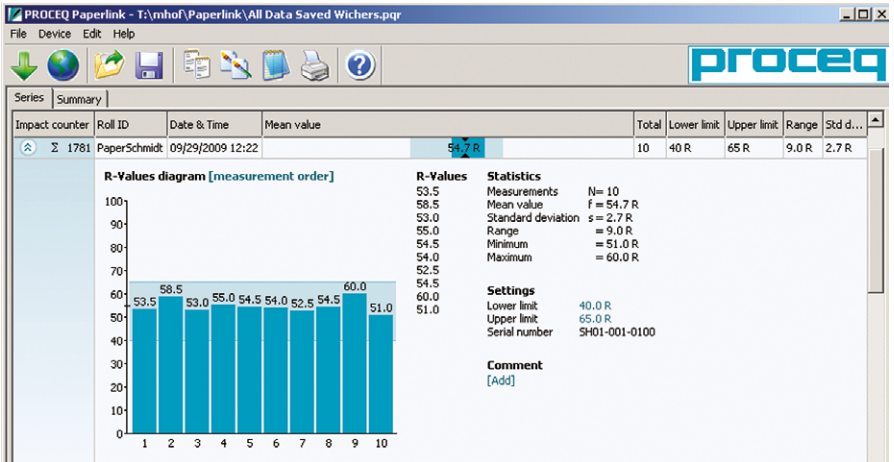 PROCEQ Paperlink - T:\mhof\Paperlink\All Data Saved Wichers.pqr
File Device Edit Help
proceq
Series Summary
Impact counter Roll ID Date & Time Mean value Total Lower limit Upper limit Range Std d...
Σ 1781 PaperSchmidt 09/29/2009 12:22 54.7 R 10 40 R 65 R 9.0 R 2.7 R
R-Values diagram [measurement order]
100
90
80
70
60
50
40
30
20
10
0
53.5 58.5 53.0 55.0 54.5 54.0 52.5 54.5 60.0 51.0
1 2 3 4 5 6 7 8 9 10
R-Values
53.5
58.5
53.0
55.0
54.5
54.0
52.5
54.5
60.0
51.0
Statistics
Measurements N= 10
Mean value f = 54.7 R
Standard deviation s = 2.7 R
Range = 9.0 R
Minimum = 51.0 R
Maximum = 60.0 R
Settings
Lower limit 40.0 R
Upper limit 65.0 R
Serial number SH01-001-0100
Comment
[Add]